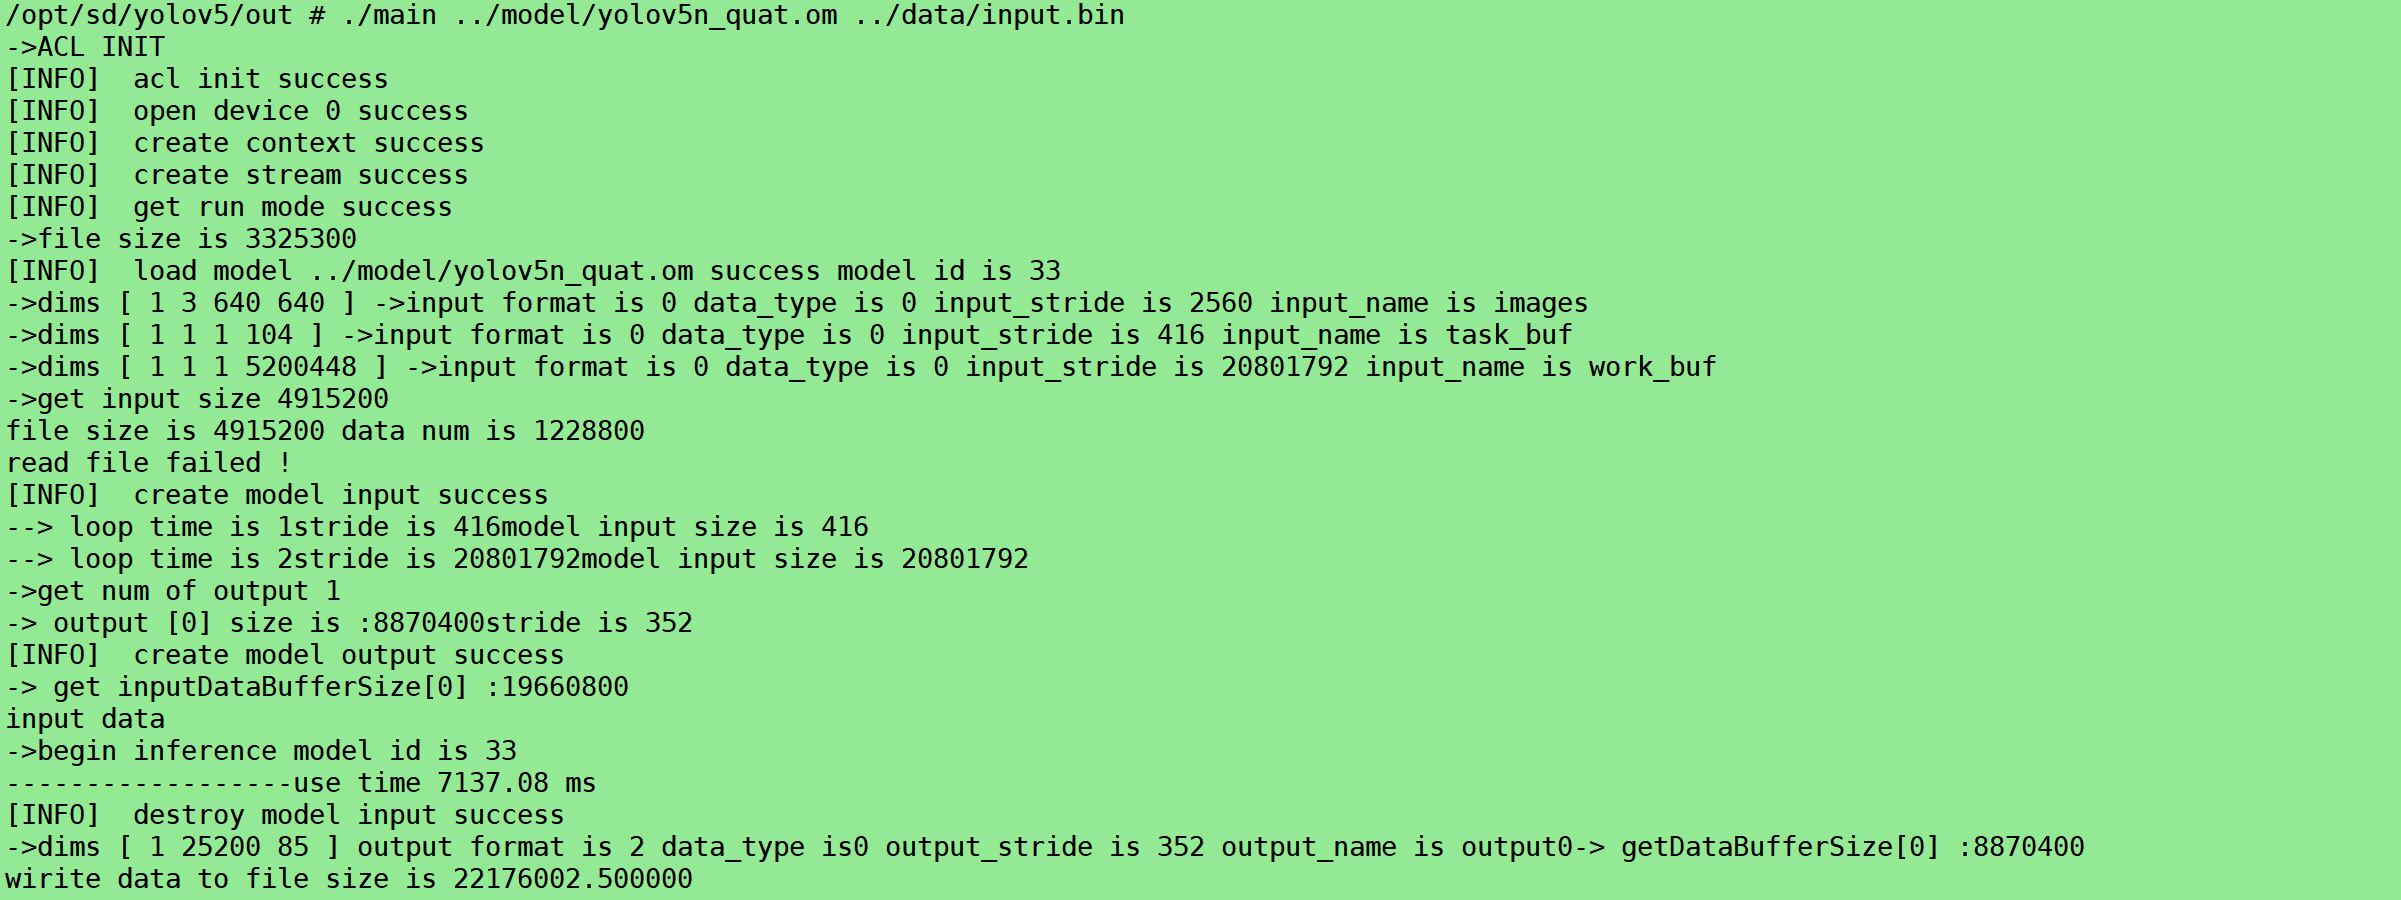 /opt/sd/yolov5/out # ./main ../model/yolov5n_quat.om ../data/input.bin
->ACL INIT
[INFO]  acl init success
[INFO]  open device 0 success
[INFO]  create context success
[INFO]  create stream success
[INFO]  get run mode success
->file size is 3325300
[INFO]  load model ../model/yolov5n_quat.om success model id is 33
->dims [ 1 3 640 640 ] ->input format is 0 data_type is 0 input_stride is 2560 input_name is images
->dims [ 1 1 1 104 ] ->input format is 0 data_type is 0 input_stride is 416 input_name is task_buf
->dims [ 1 1 1 5200448 ] ->input format is 0 data_type is 0 input_stride is 20801792 input_name is work_buf
->get input size 4915200
file size is 4915200 data num is 1228800
read file failed !
[INFO]  create model input success
--> loop time is 1stride is 416model input size is 416
--> loop time is 2stride is 20801792model input size is 20801792
->get num of output 1
-> output [0] size is :8870400stride is 352
[INFO]  create model output success
-> get inputDataBufferSize[0] :19660800
input data
->begin inference model id is 33
------------------use time 7137.08 ms
[INFO]  destroy model input success
->dims [ 1 25200 85 ] output format is 2 data_type is0 output_stride is 352 output_name is output0-> getDataBufferSize[0] :8870400
wirite data to file size is 22176002.500000